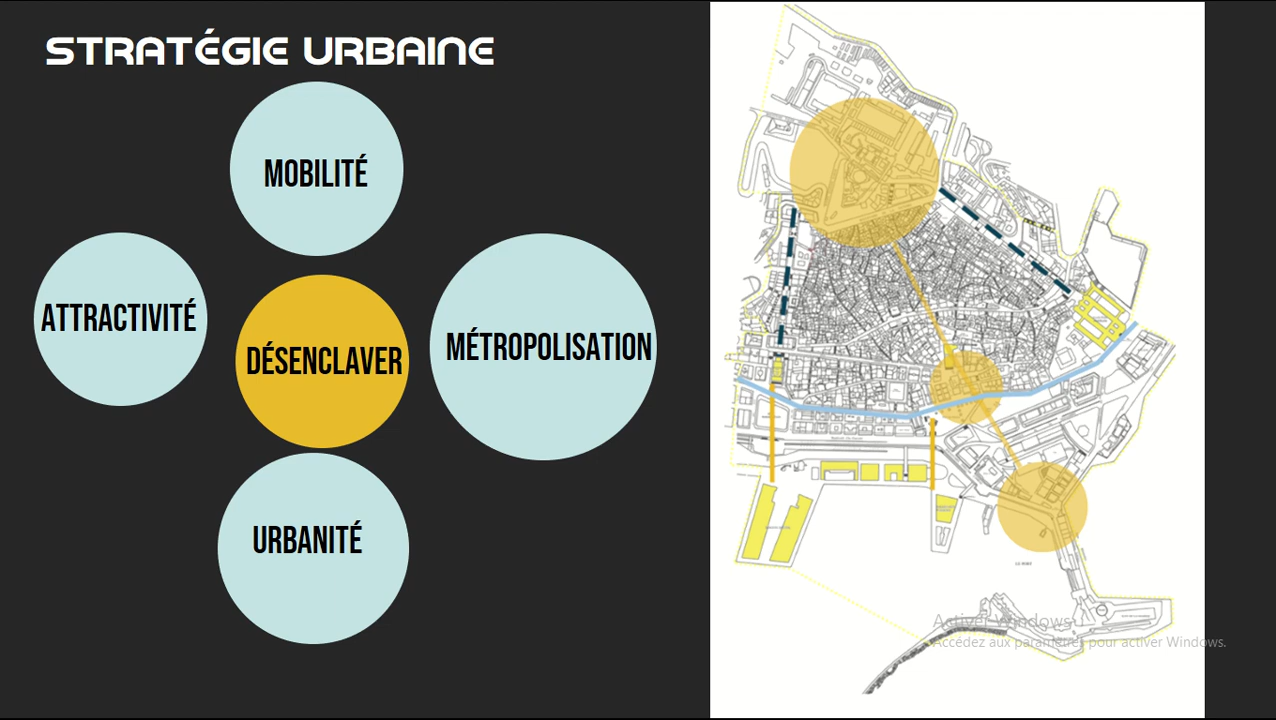 STRATÉGIE URBAINE
MOBILITÉ
ATTRACTIVITÉ
DÉSENCLAVER
MÉTROPOLISATION
URBANITÉ
Activer Windows
Accédez aux paramètres pour activer Windows.